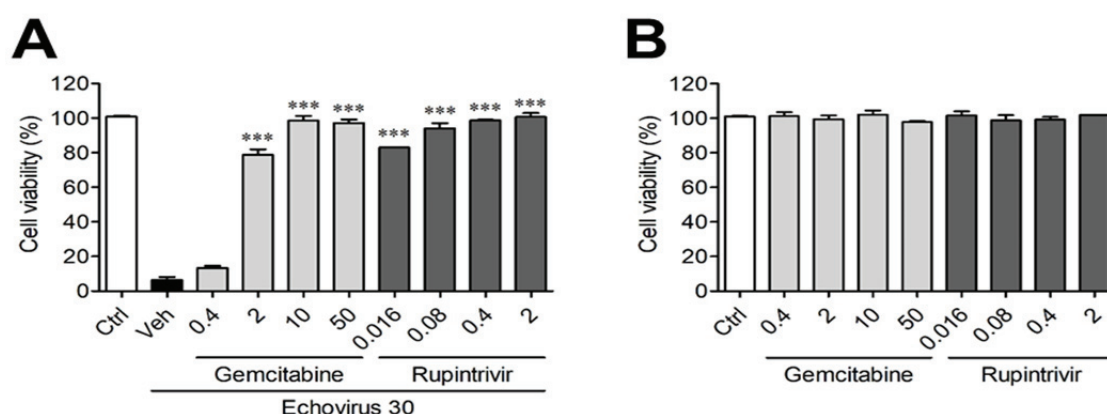 A
Cell viability (%)
120
100
80
60
40
20
0
*** *** *** *** *** *** ***
Ctrl Veh 0.4 2 10 50 0.016 0.08 0.4 2
Gemcitabine Rupintrivir
Echovirus 30
B
Cell viability (%)
120
100
80
60
40
20
0
Ctrl 0.4 2 10 50 0.016 0.08 0.4 2
Gemcitabine Rupintrivir